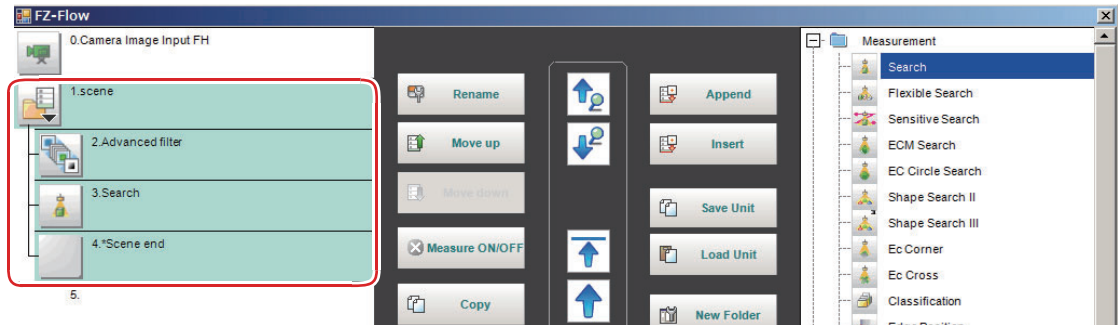 FZ-Flow
0.Camera Image Input FH
1.scene
2.Advanced filter
3.Search
4.*Scene end
5.
Rename
Move up
Move down
Measure ON/OFF
Copy
Append
Insert
Save Unit
Load Unit
New Folder
Measurement
Search
Flexible Search
Sensitive Search
ECM Search
EC Circle Search
Shape Search II
Shape Search III
Ec Corner
Ec Cross
Classification
Edge Position